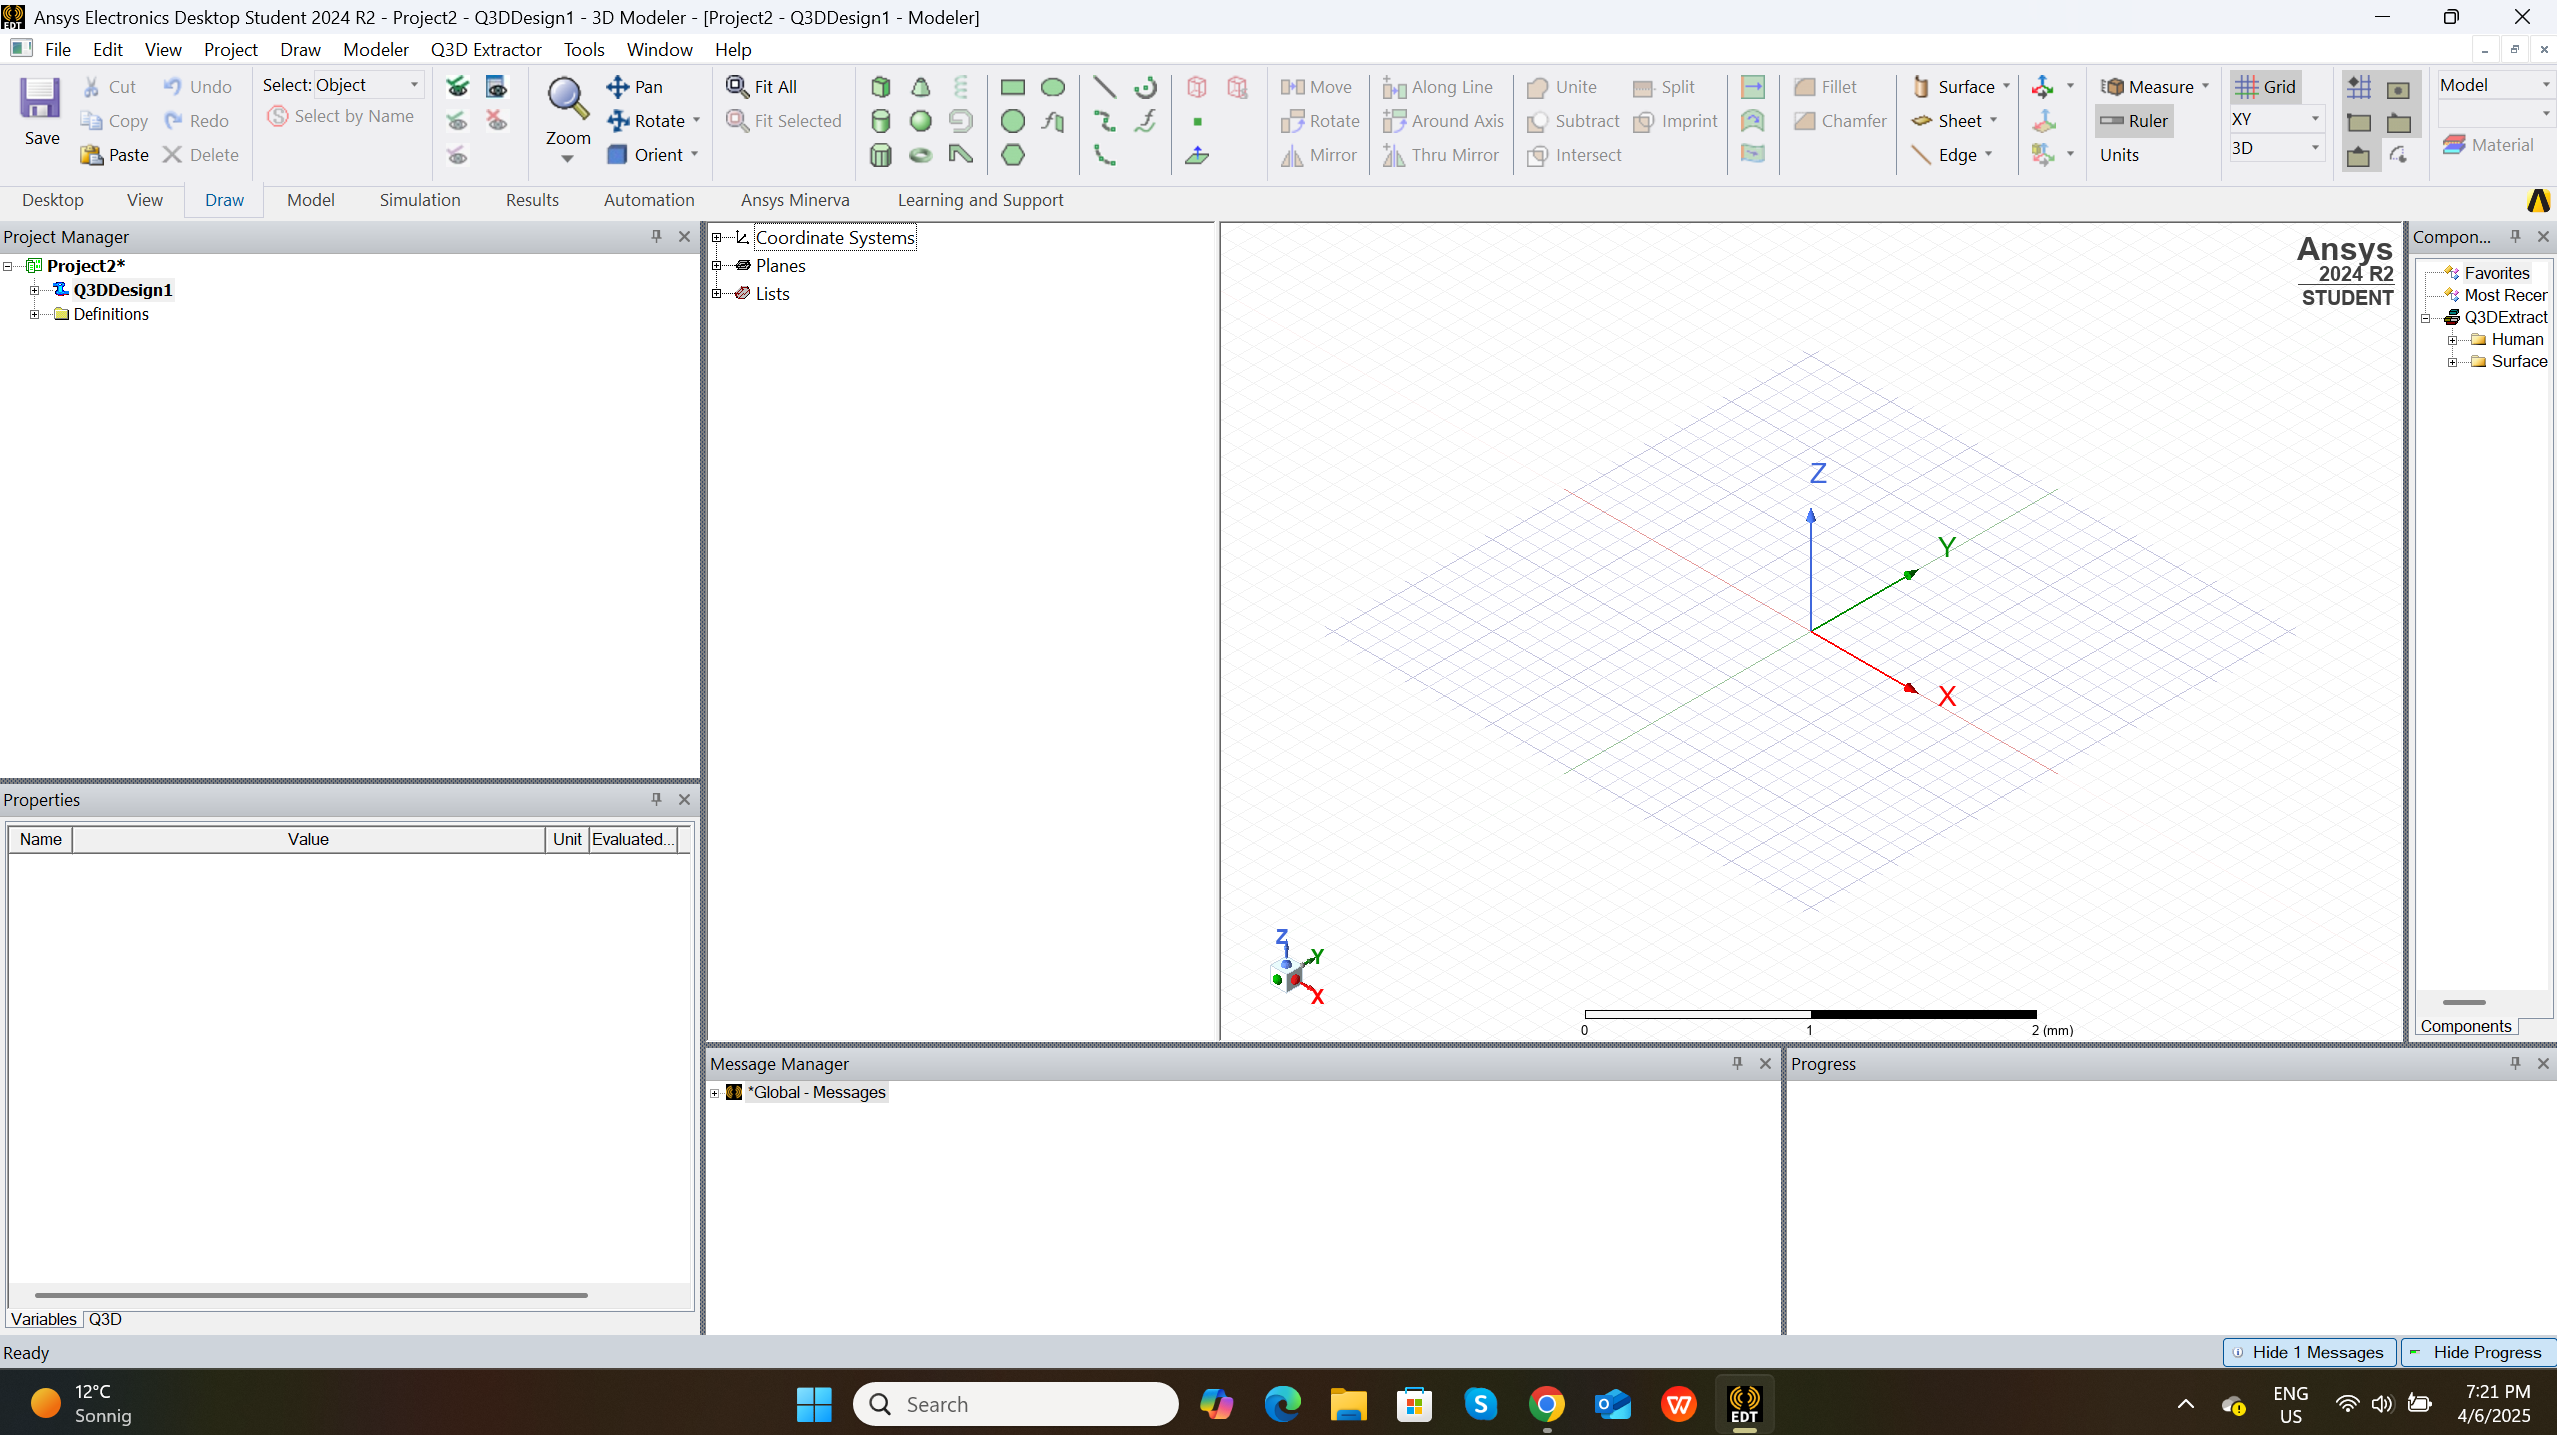 Ansys Electronics Desktop Student 2024 R2 - Project2 - Q3DDesign1 - 3D Modeler - [Project2 - Q3DDesign1 - Modeler]
File Edit View Project Draw Modeler Q3D Extractor Tools Window Help
Save
Cut
Copy
Paste
Undo
Redo
Delete
Select: Object
Select by Name
Zoom
Pan
Rotate
Orient
Fit All
Fit Selected
Move
Rotate
Mirror
Along Line
Around Axis
Thru Mirror
Unite
Subtract
Intersect
Split
Imprint
Fillet
Chamfer
Surface
Sheet
Edge
Measure
Ruler
Units
Grid
XY
3D
Model
Material
Desktop View Draw Model Simulation Results Automation Ansys Minerva Learning and Support
Project Manager
Project2*
Q3DDesign1
Definitions
Coordinate Systems
Planes
Lists
Ansys
2024 R2
STUDENT
Z
Y
X
Z
Y
X
0 1 2 (mm)
Compon...
Favorites
Most Recer
Q3DExtract
Human
Surface
Components
Properties
Name Value Unit Evaluated...
Variables Q3D
Message Manager
*Global - Messages
Progress
Ready
Hide 1 Messages
Hide Progress
12°C
Sonnig
Search
EDT
ENG
US
7:21 PM
4/6/2025